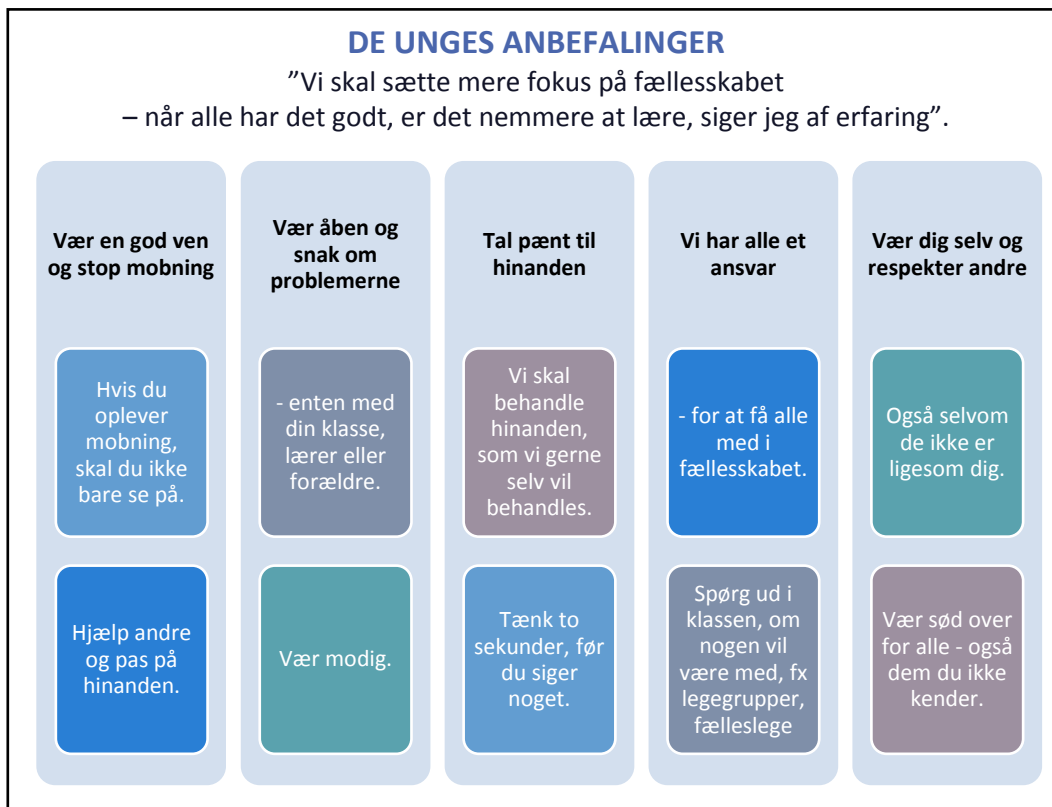 DE UNGES ANBEFALINGER
”Vi skal sætte mere fokus på fællesskabet
– når alle har det godt, er det nemmere at lære, siger jeg af erfaring”.
Vær en god ven
og stop mobning
Hvis du
oplever
mobning,
skal du ikke
bare se på.
Hjælp andre
og pas på
hinanden.
Vær åben og
snak om
problemerne
- enten med
din klasse,
lærer eller
forældre.
Vær modig.
Tal pænt til
hinanden
Vi skal
behandle
hinanden,
som vi gerne
selv vil
behandles.
Tænk to
sekunder, før
du siger
noget.
Vi har alle et
ansvar
- for at få alle
med i
fællesskabet.
Spørg ud i
klassen, om
nogen vil
være med, fx
legegrupper,
fælleslege
Vær dig selv og
respekter andre
Også selvom
de ikke er
ligesom dig.
Vær sød over
for alle - også
dem du ikke
kender.